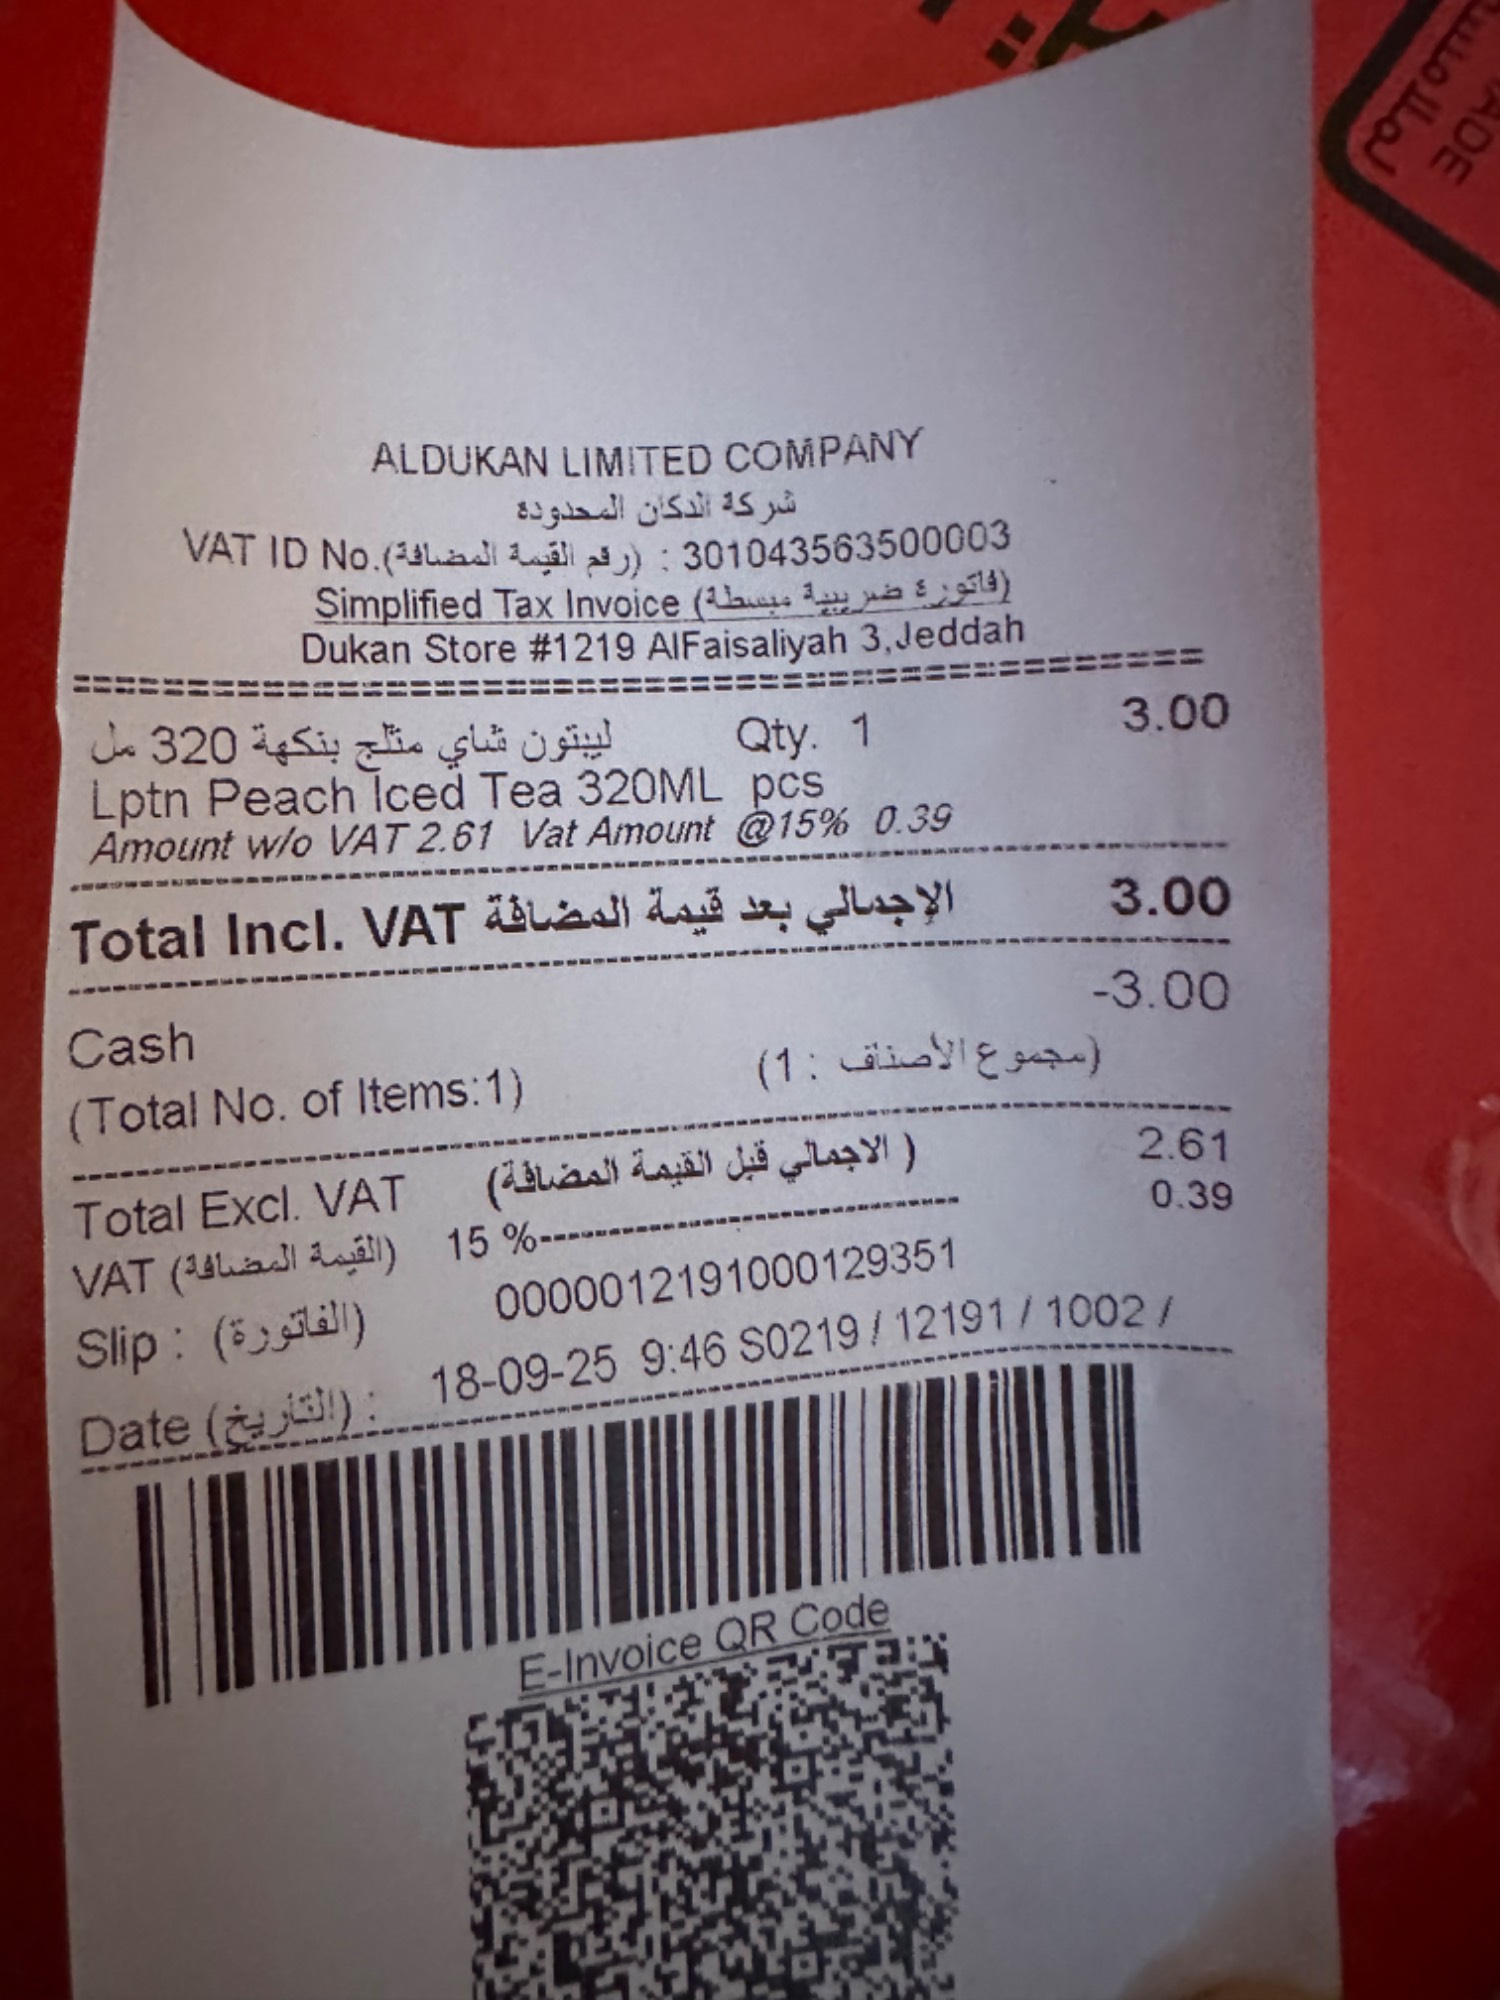 ALDUKAN LIMITED COMPANY
شركة الدكان المحدودة
VAT ID No.(رقم القيمة المضافة) : 301043563500003
Simplified Tax Invoice (فاتورة ضريبية مبسطة)
Dukan Store #1219 AlFaisaliyah 3,Jeddah
ليبتون شاي مثلج بنكهة 320 مل Qty. 1 3.00
Lptn Peach Iced Tea 320ML pcs
Amount w/o VAT 2.61 Vat Amount @15% 0.39
Total Incl. VAT الإجمالي بعد قيمة المضافة 3.00
Cash -3.00
(Total No. of Items:1) (مجموع الأصناف : 1)
Total Excl. VAT (الاجمالي قبل القيمة المضافة ) 2.61
VAT (القيمة المضافة) 15 %------------------------------ 0.39
Slip : (الفاتورة) 0000012191000129351
Date (التاريخ) : 18-09-25 9:46 S0219 / 12191 / 1002 /
E-Invoice QR Code